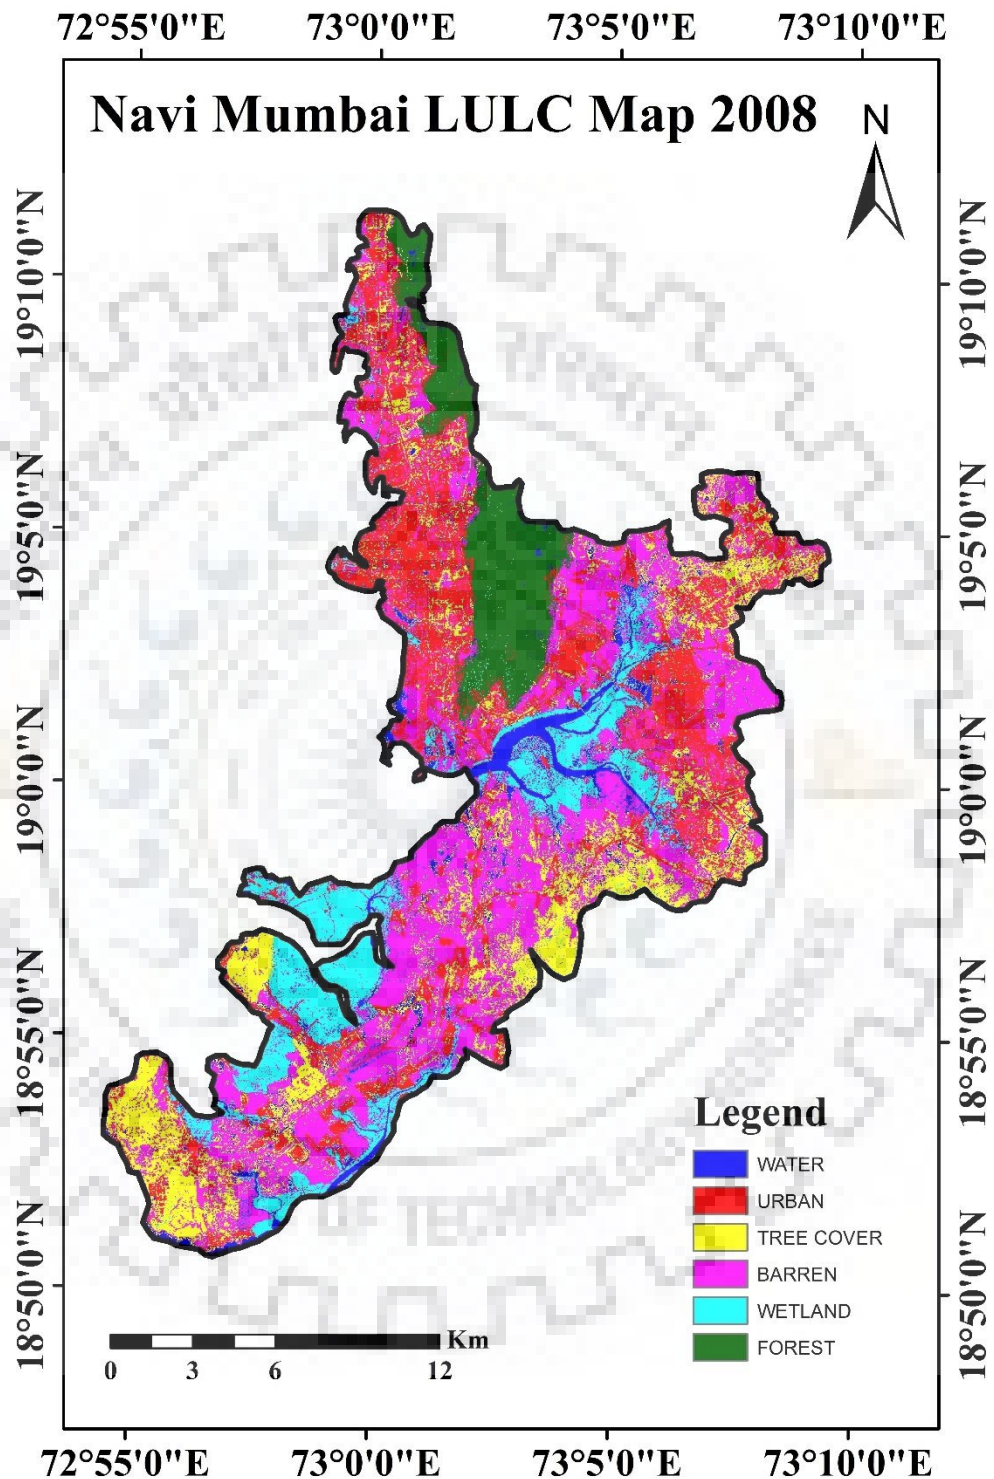 72°55'0"E 73°0'0"E 73°5'0"E 73°10'0"E
Navi Mumbai LULC Map 2008
N
19°10'0"N
19°10'0"N
19°5'0"N
19°5'0"N
19°0'0"N
19°0'0"N
18°55'0"N
18°55'0"N
18°50'0"N
18°50'0"N
Legend
WATER
URBAN
TREE COVER
BARREN
WETLAND
FOREST
Km
0 3 6 12
72°55'0"E 73°0'0"E 73°5'0"E 73°10'0"E